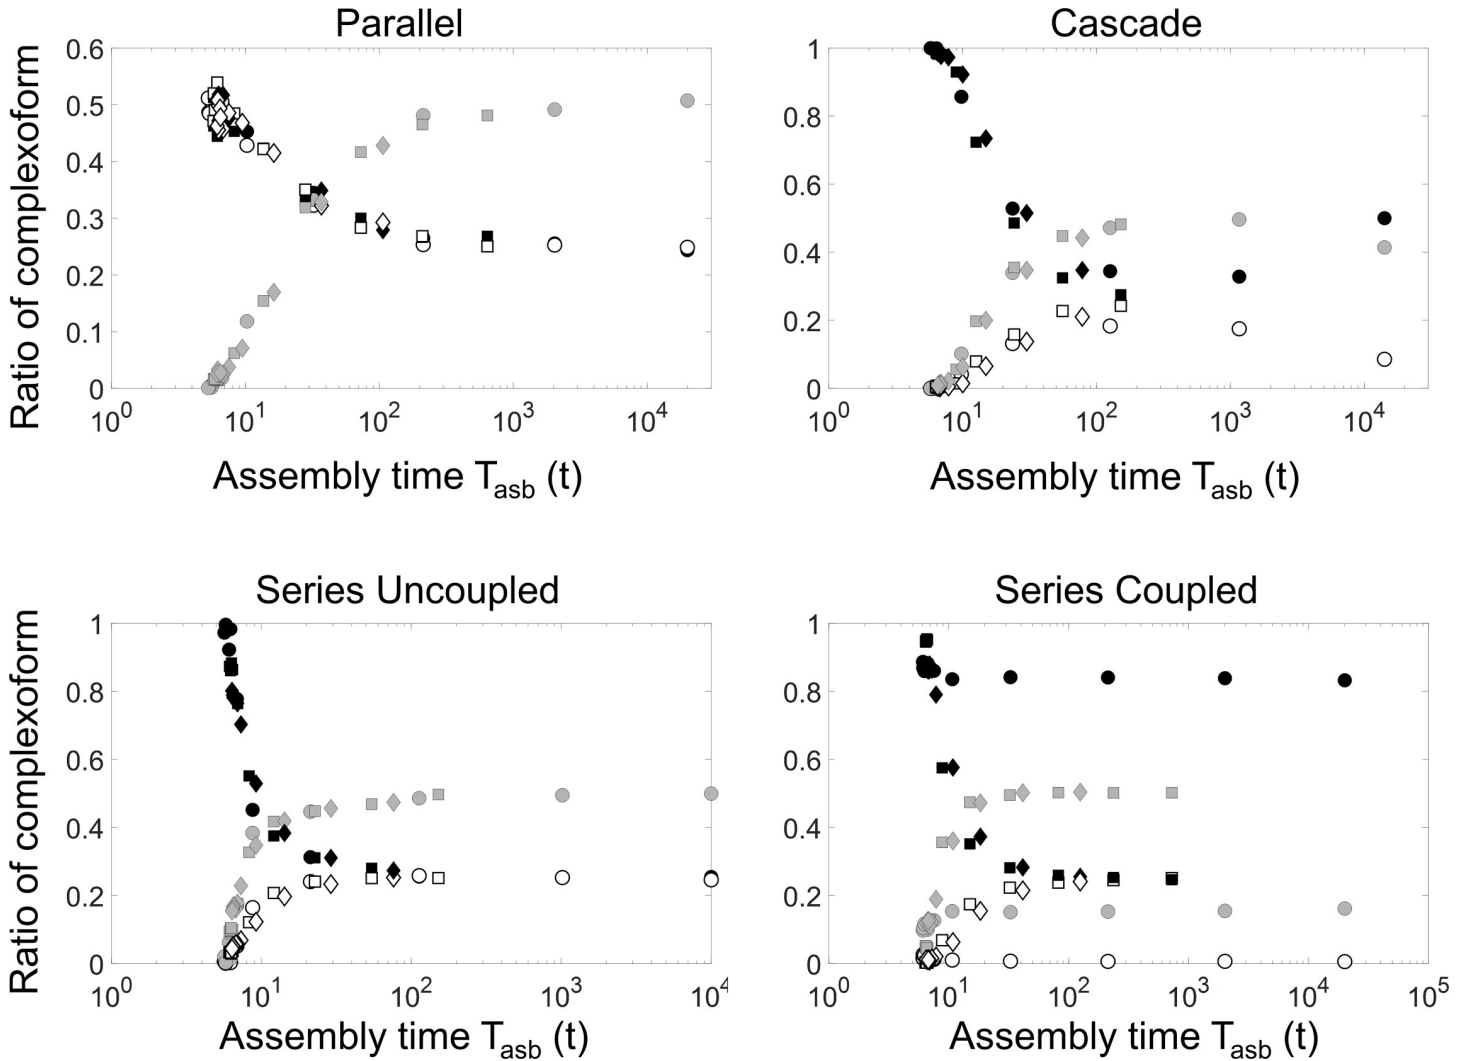 Parallel
Cascade
Ratio of complexoform
0.6
0.5
0.4
0.3
0.2
0.1
0
10^0 10^1 10^2 10^3 10^4
Assembly time T_asb (t)
1
0.8
0.6
0.4
0.2
0
10^0 10^1 10^2 10^3 10^4
Assembly time T_asb (t)
Series Uncoupled
Series Coupled
Ratio of complexoform
1
0.8
0.6
0.4
0.2
0
10^0 10^1 10^2 10^3 10^4
Assembly time T_asb (t)
1
0.8
0.6
0.4
0.2
0
10^0 10^1 10^2 10^3 10^4 10^5
Assembly time T_asb (t)